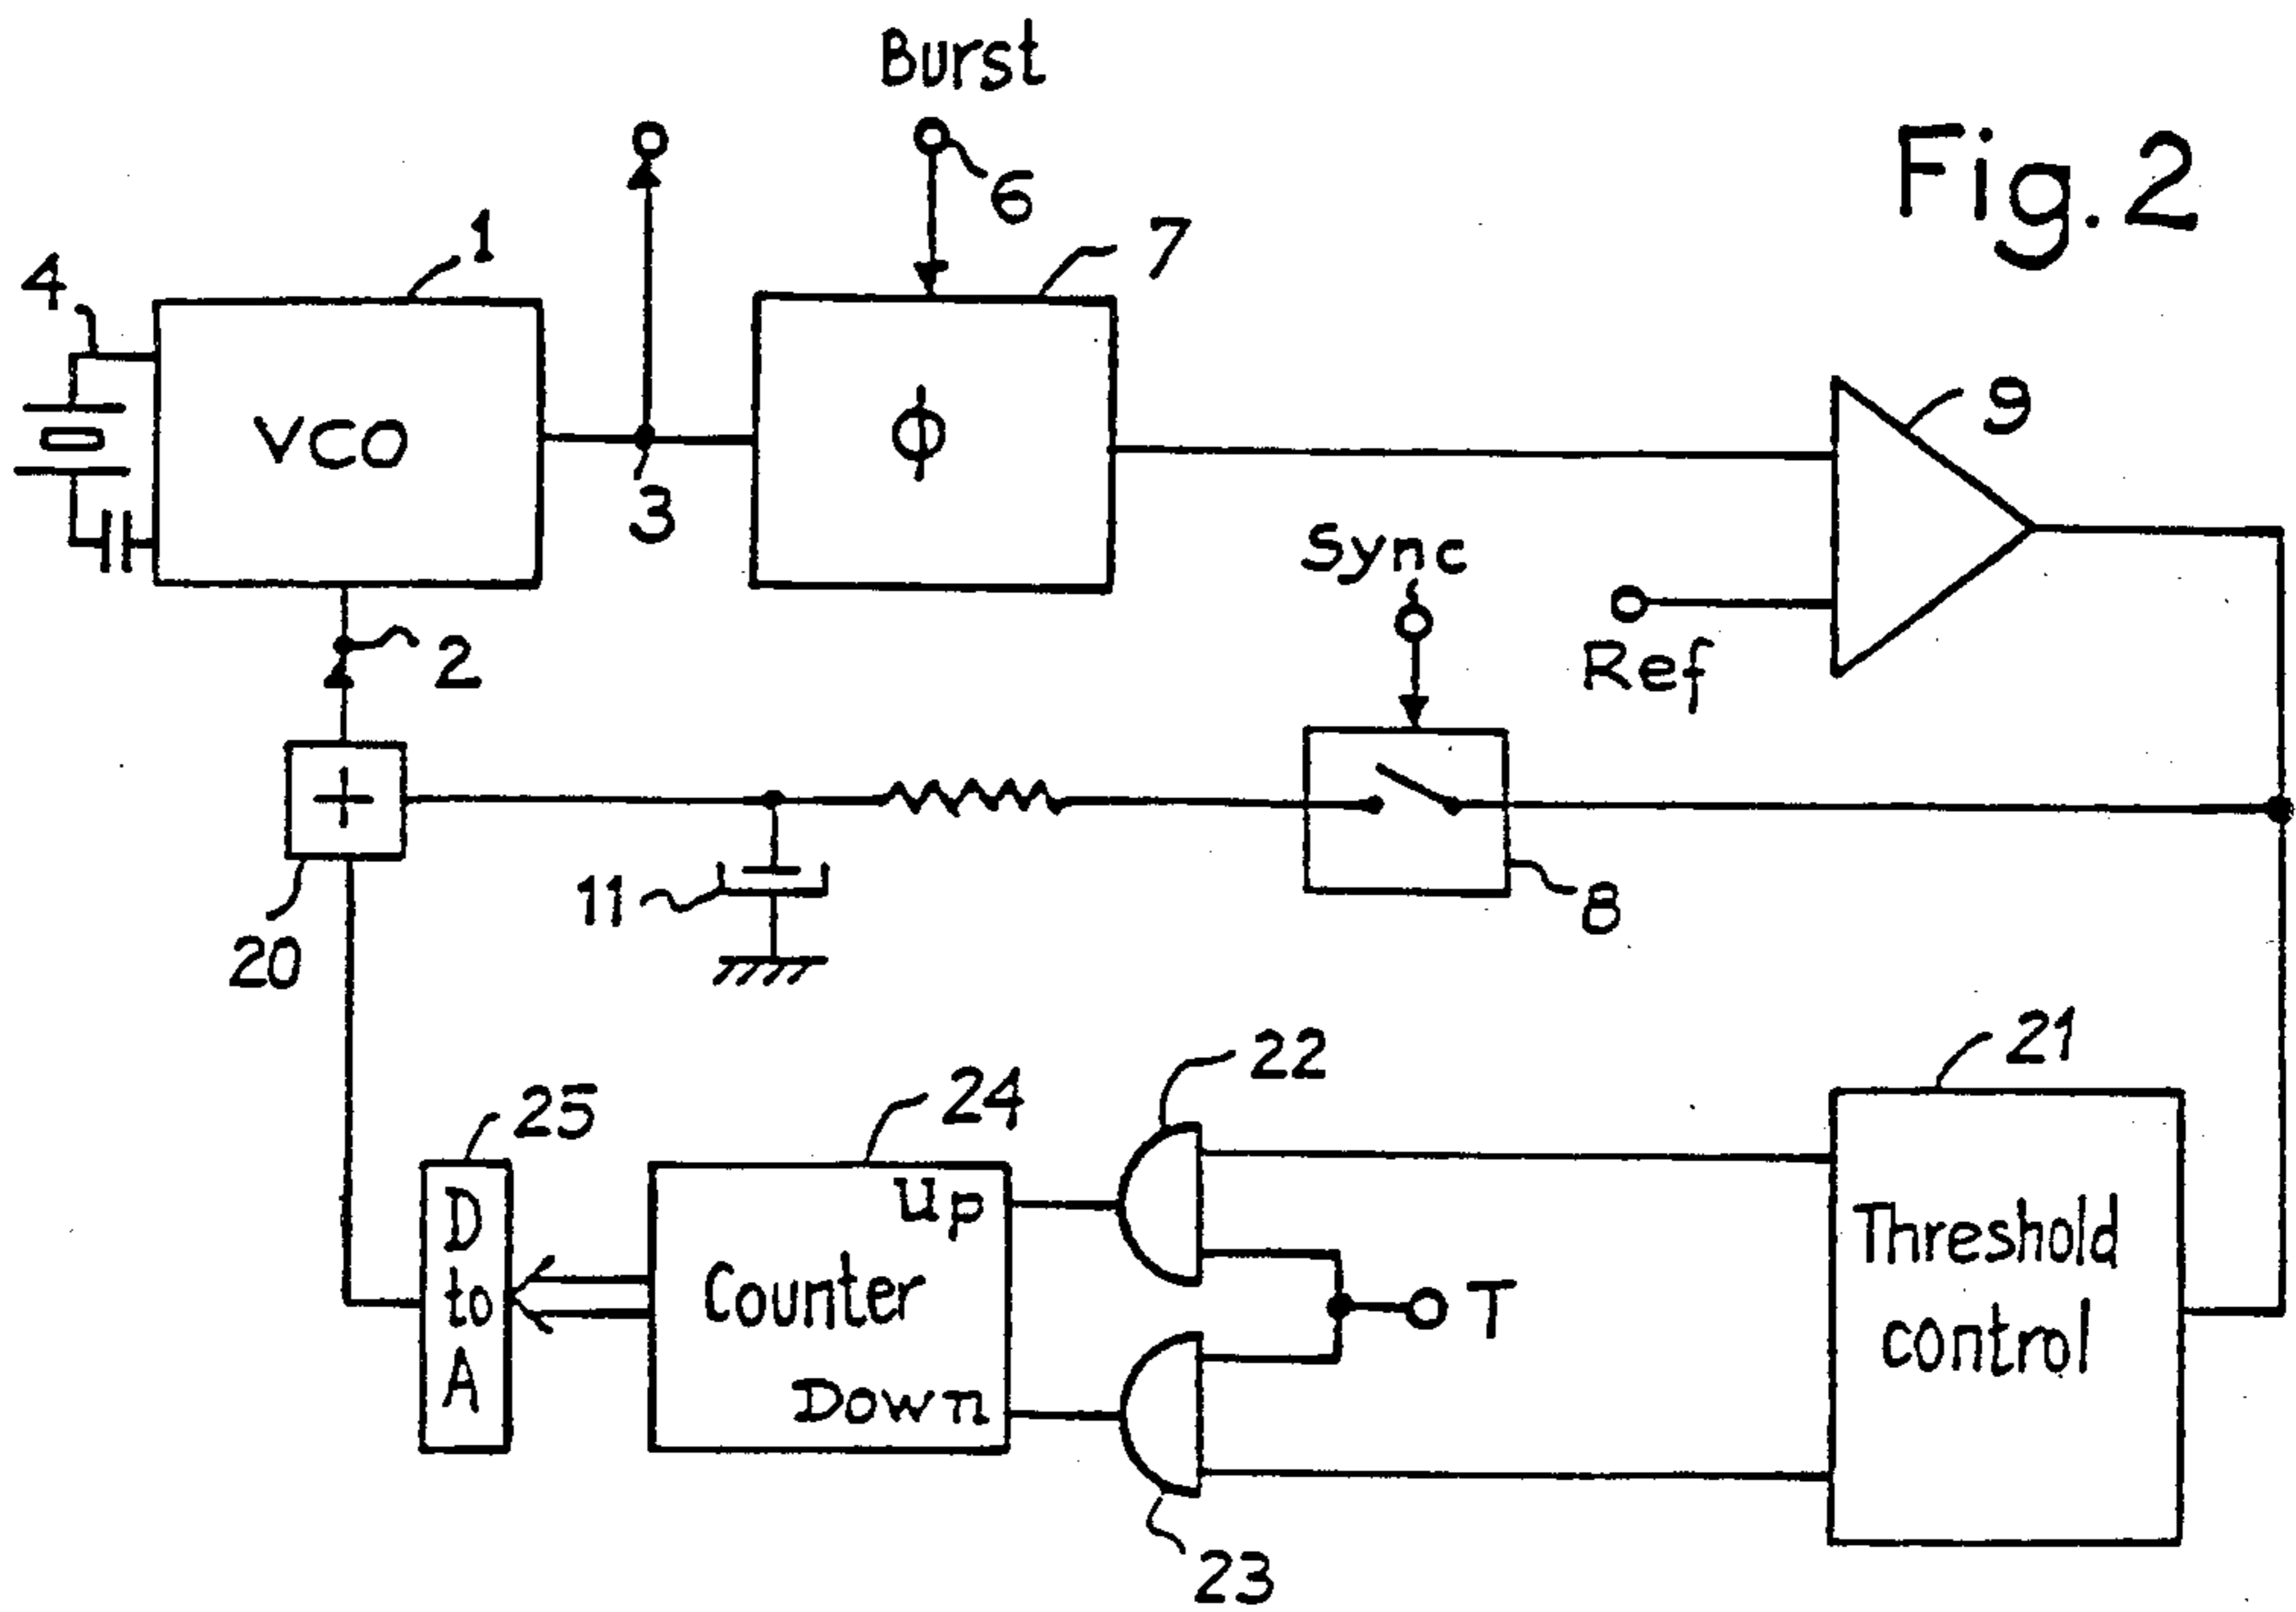 Burst
Fig. 2
6
1
7
4
9
VCO
ϕ
3
Sync
Ref
2
+
11
8
20
21
22
24
25
Up
D to A
Threshold control
Counter
T
Down
23